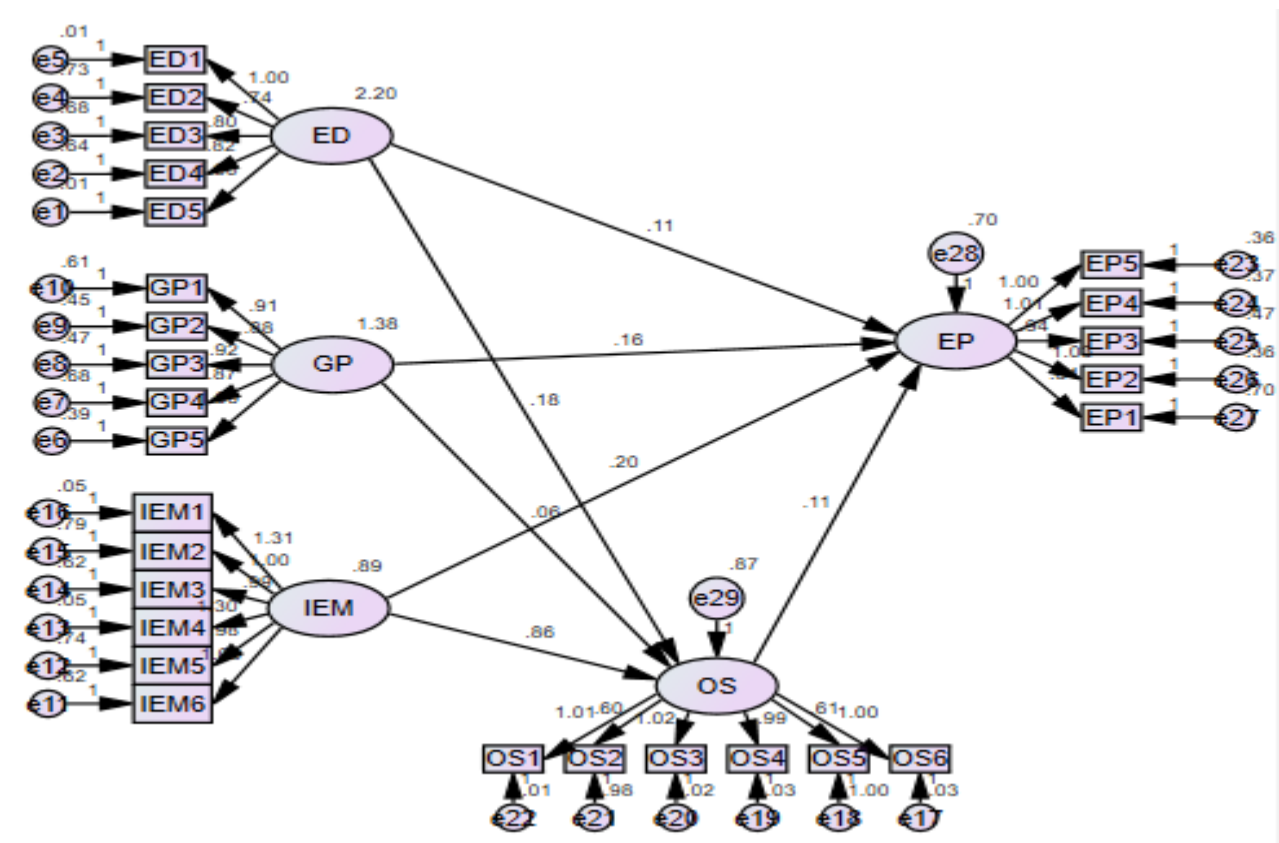 .01
e5 1 ED1
.73
e4 1 ED2
.68
e3 1 ED3
.64
e2 1 ED4
.01
e1 1 ED5
1.00
.74
.80
.82
2.20
ED
.61
e10 1 GP1
.45
e9 1 GP2
.47
e8 1 GP3
.68
e7 1 GP4
.39
e6 1 GP5
.91
.92
.87
1.38
GP
.05
e16 1 IEM1
.79
e15 1 IEM2
.62
e14 1 IEM3
.05
e13 1 IEM4
.74
e12 1 IEM5
.62
e11 1 IEM6
1.31
1.00
1.30
.98
.89
IEM
.11
.16
.18
.20
.06
.86
.11
.70
e28
1
EP
1.00
1.01
.94
EP5 1 e23
.36
EP4 1 e24
.37
EP3 1 e25
.47
EP2 1 e26
.36
EP1 1 e27
.70
.87
e29
1
OS
1.01 .60 1.02 .99 .61 1.00
OS1 OS2 OS3 OS4 OS5 OS6
1 1 1 1 1 1
.01 .98 .02 .03 1.00 .03
e22 e21 e20 e19 e18 e17